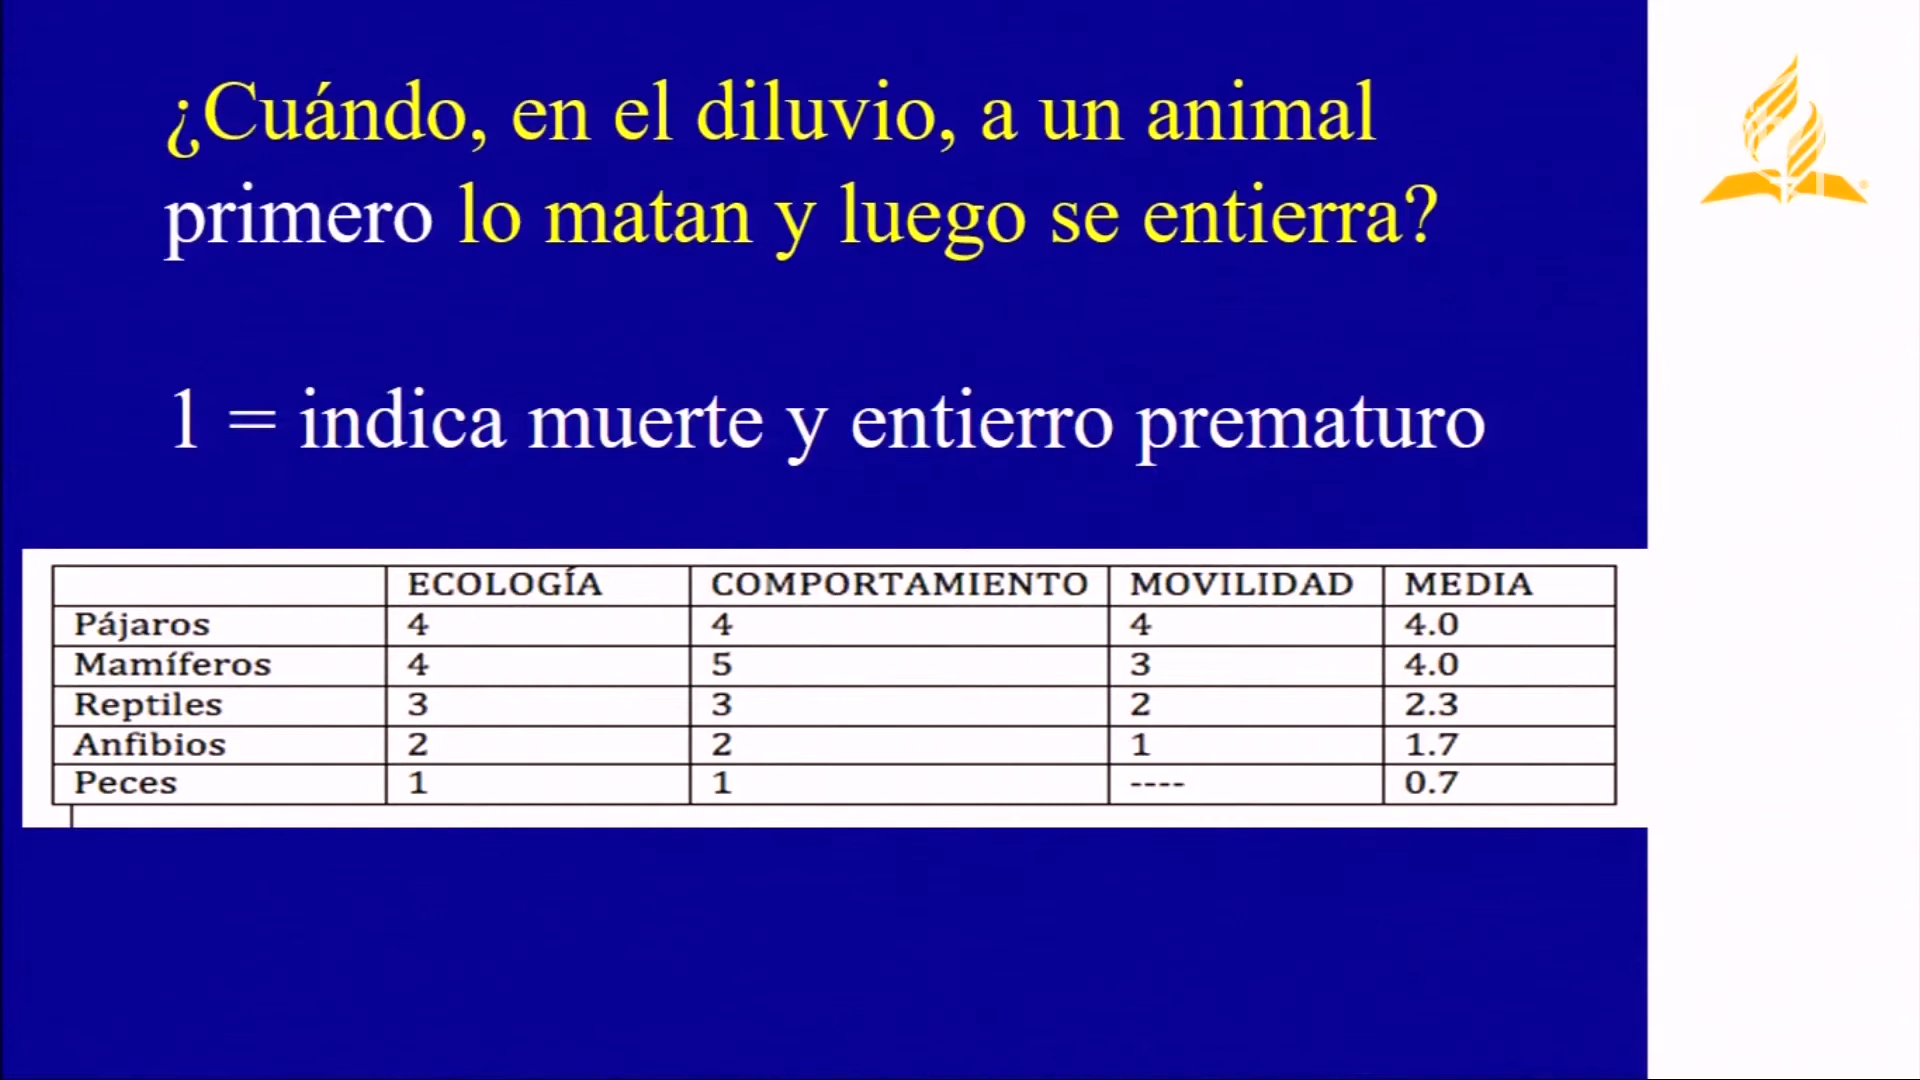 ¿Cuándo, en el diluvio, a un animal
primero lo matan y luego se entierra?
1 = indica muerte y entierro prematuro
ECOLOGÍA COMPORTAMIENTO MOVILIDAD MEDIA
Pájaros 4 4 4 4.0
Mamíferos 4 5 3 4.0
Reptiles 3 3 2 2.3
Anfibios 2 2 1 1.7
Peces 1 1 ---- 0.7